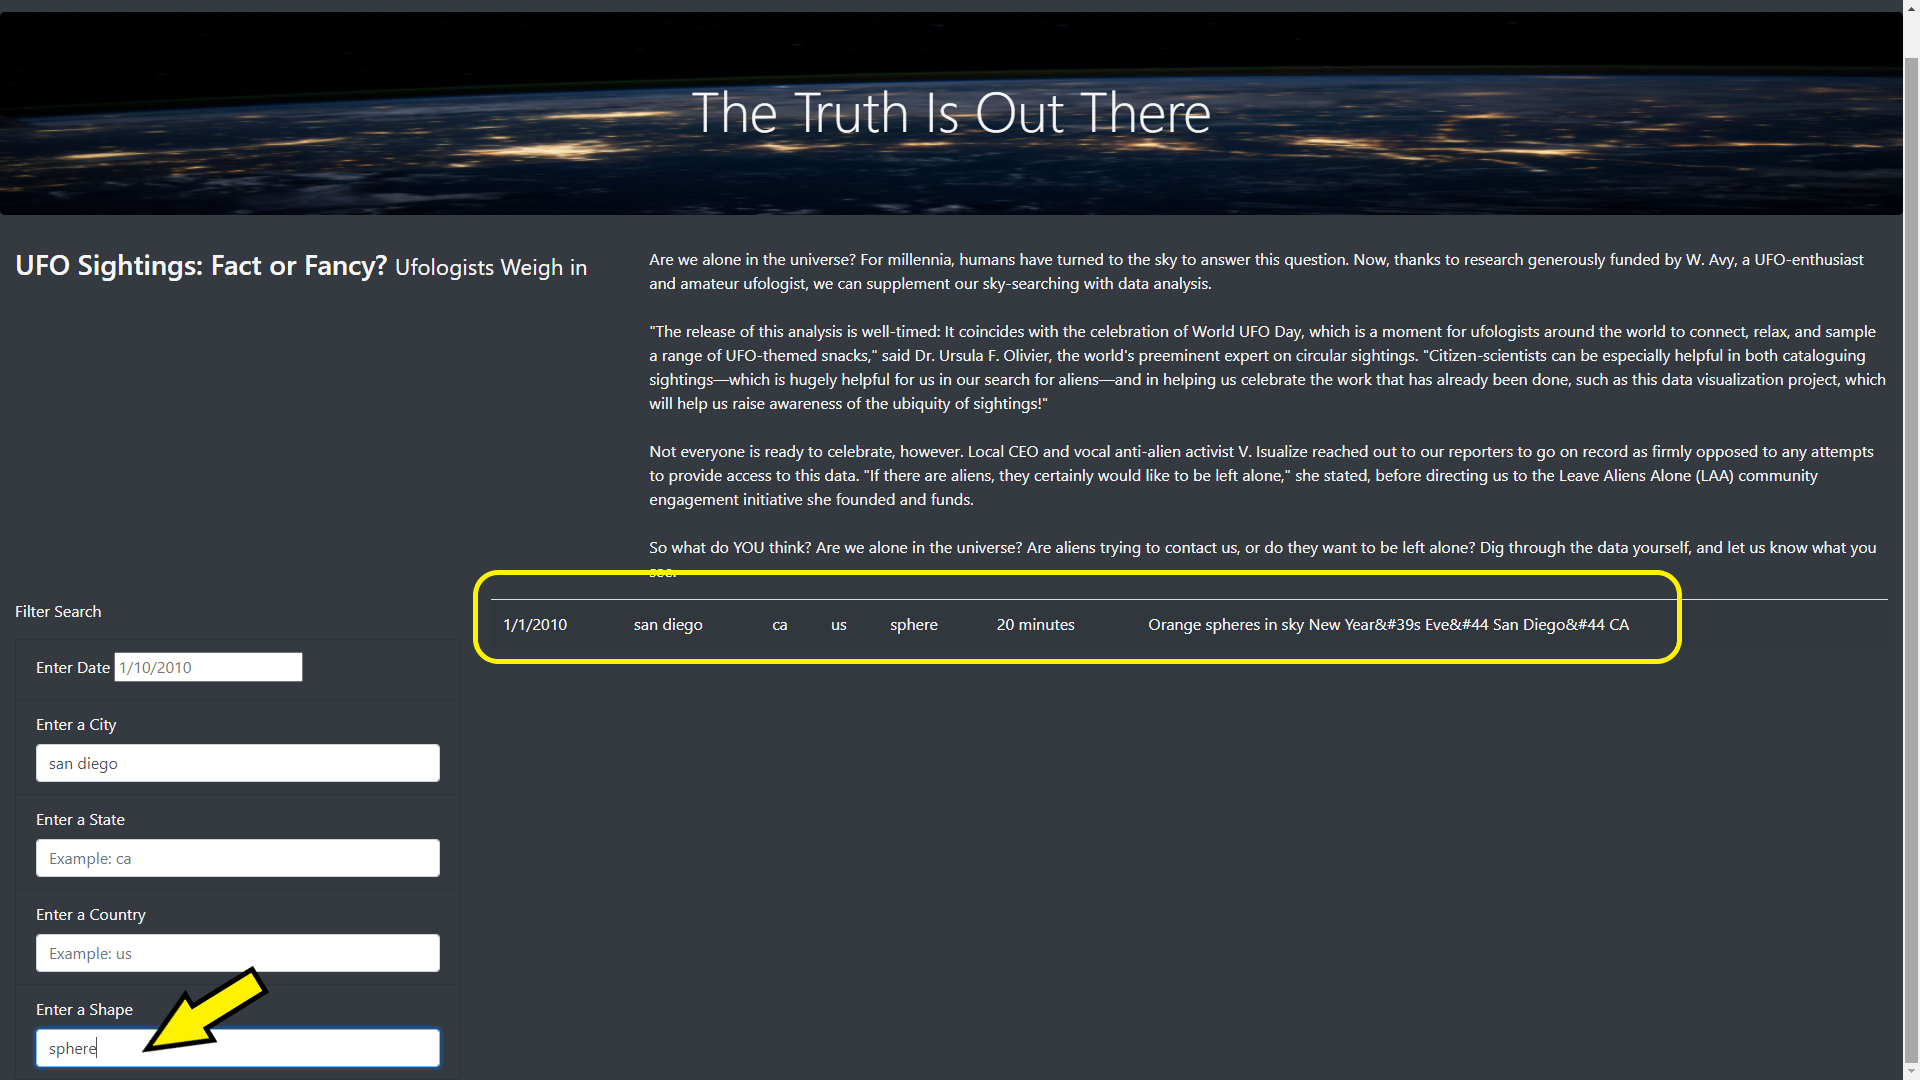 The Truth Is Out There
UFO Sightings: Fact or Fancy? Ufologists Weigh in
Are we alone in the universe? For millennia, humans have turned to the sky to answer this question. Now, thanks to research generously funded by W. Avy, a UFO-enthusiast
and amateur ufologist, we can supplement our sky-searching with data analysis.
"The release of this analysis is well-timed: It coincides with the celebration of World UFO Day, which is a moment for ufologists around the world to connect, relax, and sample
a range of UFO-themed snacks," said Dr. Ursula F. Olivier, the world's preeminent expert on circular sightings. "Citizen-scientists can be especially helpful in both cataloguing
sightings—which is hugely helpful for us in our search for aliens—and in helping us celebrate the work that has already been done, such as this data visualization project, which
will help us raise awareness of the ubiquity of sightings!"
Not everyone is ready to celebrate, however. Local CEO and vocal anti-alien activist V. Isualize reached out to our reporters to go on record as firmly opposed to any attempts
to provide access to this data. "If there are aliens, they certainly would like to be left alone," she stated, before directing us to the Leave Aliens Alone (LAA) community
engagement initiative she founded and funds.
So what do YOU think? Are we alone in the universe? Are aliens trying to contact us, or do they want to be left alone? Dig through the data yourself, and let us know what you
see.
Filter Search
Enter Date 1/10/2010
Enter a City
san diego
Enter a State
Example: ca
Enter a Country
Example: us
Enter a Shape
sphere
1/1/2010 san diego ca us sphere 20 minutes Orange spheres in sky New Year&#39s Eve&#44 San Diego&#44 CA